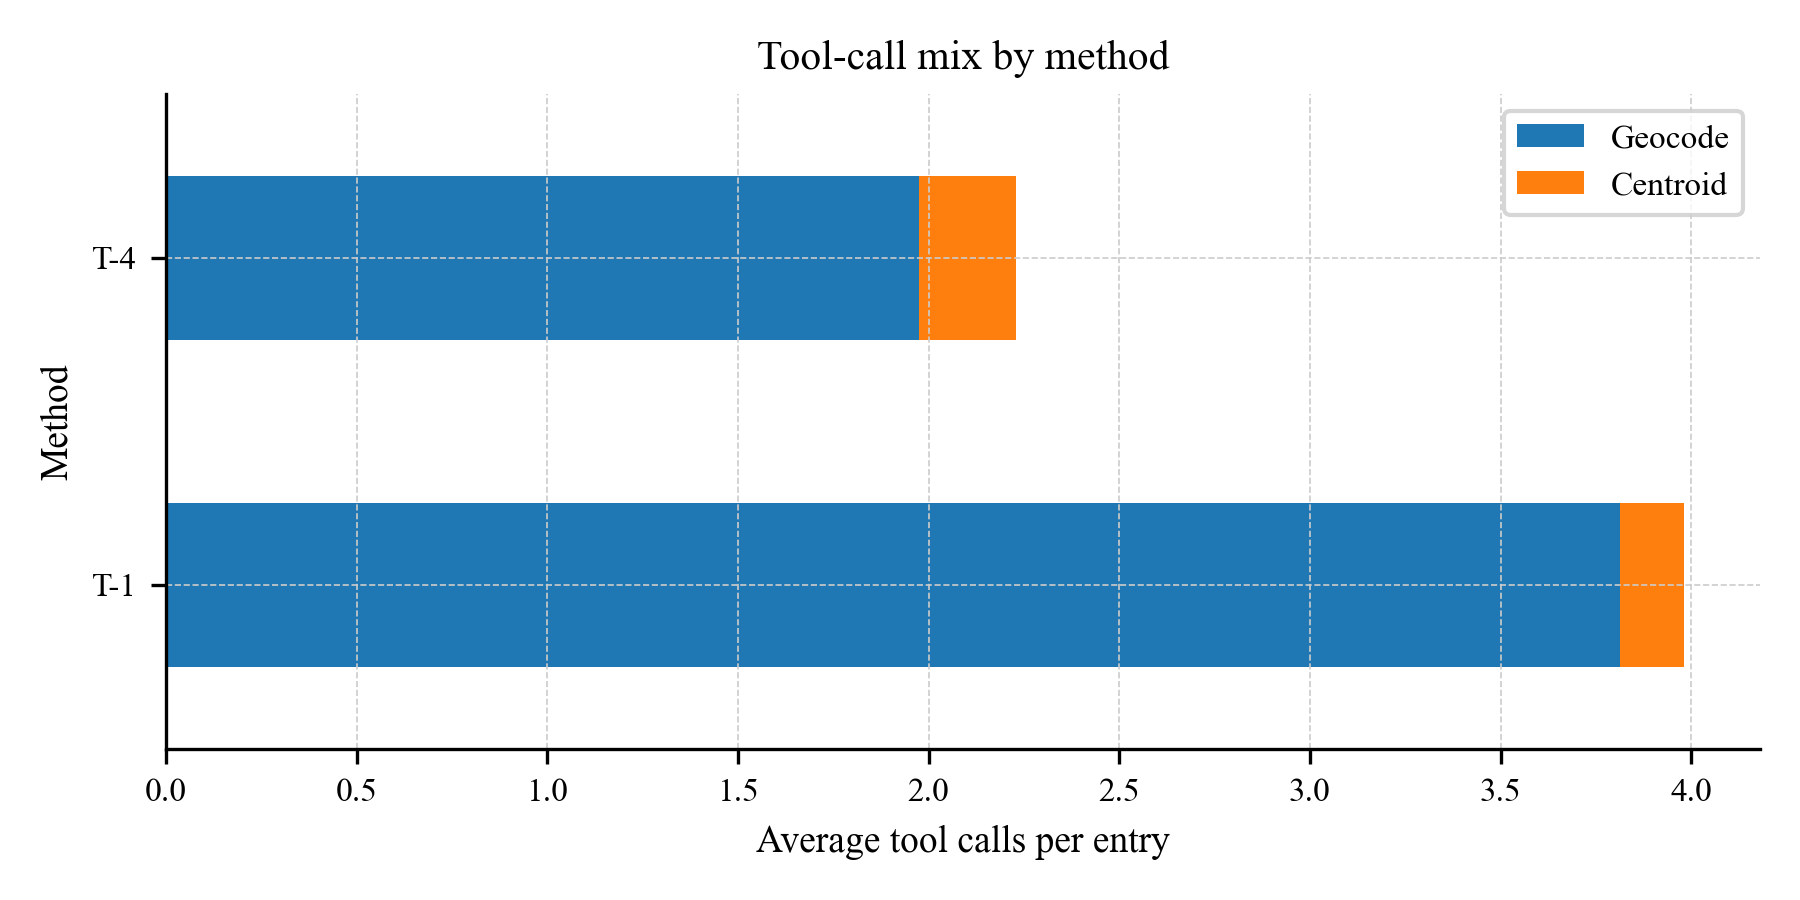 Tool-call mix by method
Geocode
Centroid
T-4
Method
T-1
0.0 0.5 1.0 1.5 2.0 2.5 3.0 3.5 4.0
Average tool calls per entry